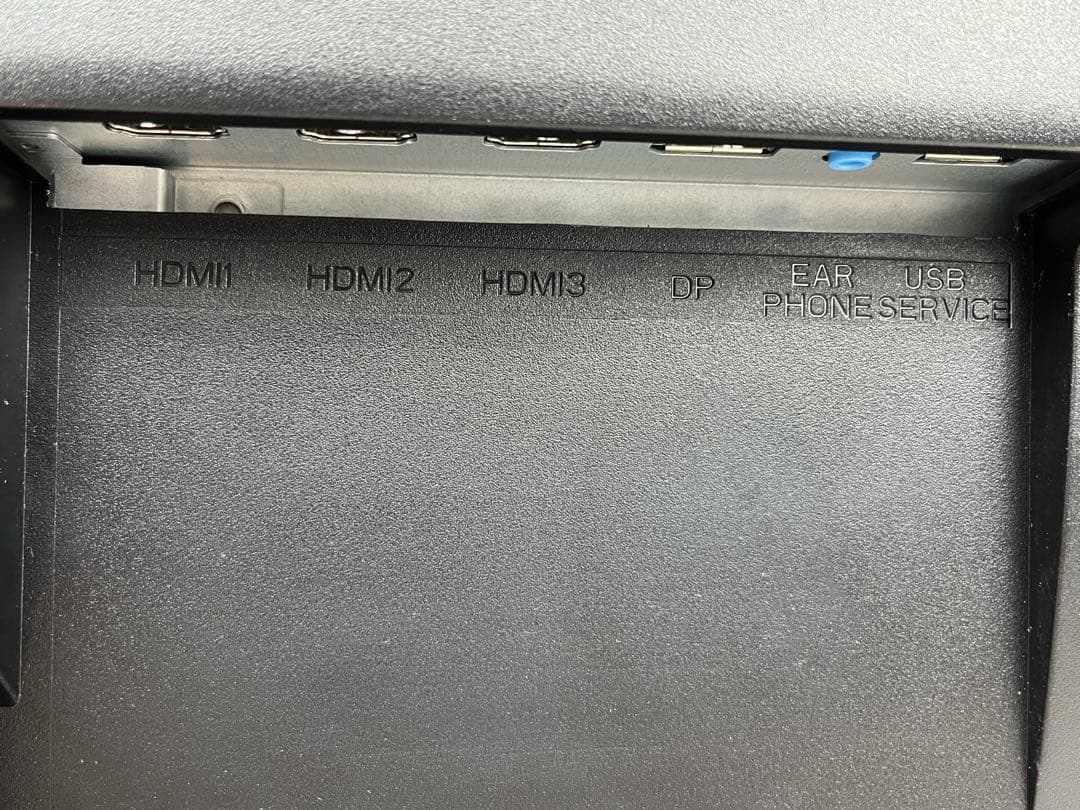 HDMI1 HDMI2 HDMI3 DP EAR PHONE USB SERVICE